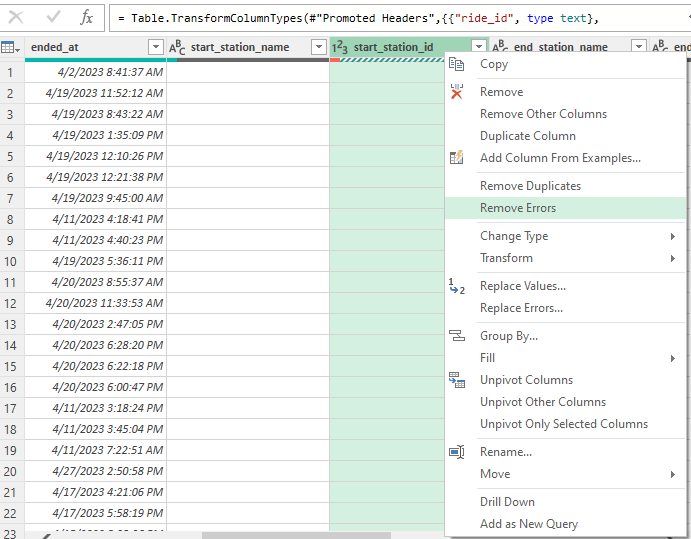 fx = Table.TransformColumnTypes(#"Promoted Headers",{{"ride_id", type text},
ended_at ABC start_station_name 123 start_station_id ABC end_station_name ABC
1 4/2/2023 8:41:37 AM
2 4/19/2023 11:52:12 AM
3 4/19/2023 8:43:22 AM
4 4/19/2023 1:35:09 PM
5 4/19/2023 12:10:26 PM
6 4/19/2023 12:21:38 PM
7 4/19/2023 9:45:00 AM
8 4/11/2023 4:18:41 PM
9 4/11/2023 4:40:23 PM
10 4/19/2023 5:36:11 PM
11 4/20/2023 8:55:37 AM
12 4/20/2023 11:33:53 AM
13 4/20/2023 2:47:05 PM
14 4/20/2023 6:28:20 PM
15 4/20/2023 6:22:18 PM
16 4/20/2023 6:00:47 PM
17 4/11/2023 3:18:24 PM
18 4/11/2023 3:45:04 PM
19 4/11/2023 7:22:51 AM
20 4/27/2023 2:50:58 PM
21 4/17/2023 4:21:06 PM
22 4/17/2023 5:58:19 PM
23
Copy
Remove
Remove Other Columns
Duplicate Column
Add Column From Examples...
Remove Duplicates
Remove Errors
Change Type
Transform
1 2 Replace Values...
Replace Errors...
Group By...
Fill
Unpivot Columns
Unpivot Other Columns
Unpivot Only Selected Columns
Rename...
Move
Drill Down
Add as New Query